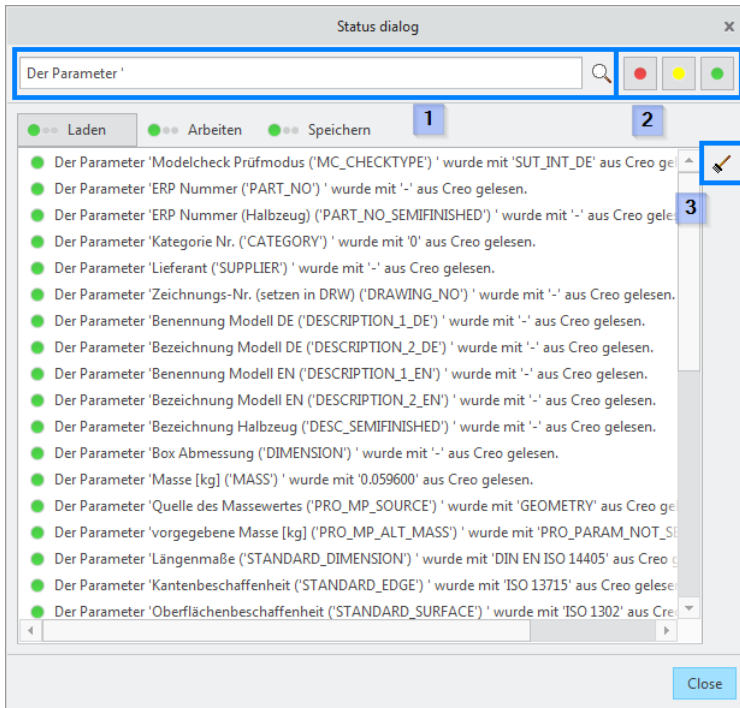 Status dialog x
Der Parameter '
1 2
Laden Arbeiten Speichern
Der Parameter 'Modelcheck Prüfmodus ('MC_CHECKTYPE') ' wurde mit 'SUT_INT_DE' aus Creo gel
Der Parameter 'ERP Nummer ('PART_NO') ' wurde mit '-' aus Creo gelesen.
Der Parameter 'ERP Nummer (Halbzeug) ('PART_NO_SEMIFINISHED') ' wurde mit '-' aus Creo geles
3
Der Parameter 'Kategorie Nr. ('CATEGORY') ' wurde mit '0' aus Creo gelesen.
Der Parameter 'Lieferant ('SUPPLIER') ' wurde mit '-' aus Creo gelesen.
Der Parameter 'Zeichnungs-Nr. (setzen in DRW) ('DRAWING_NO') ' wurde mit '-' aus Creo gelesen.
Der Parameter 'Benennung Modell DE ('DESCRIPTION_1_DE') ' wurde mit '-' aus Creo gelesen.
Der Parameter 'Bezeichnung Modell DE ('DESCRIPTION_2_DE') ' wurde mit '-' aus Creo gelesen.
Der Parameter 'Benennung Modell EN ('DESCRIPTION_1_EN') ' wurde mit '-' aus Creo gelesen.
Der Parameter 'Bezeichnung Modell EN ('DESCRIPTION_2_EN') ' wurde mit '-' aus Creo gelesen.
Der Parameter 'Bezeichnung Halbzeug ('DESC_SEMIFINISHED') ' wurde mit '-' aus Creo gelesen.
Der Parameter 'Box Abmessung ('DIMENSION') ' wurde mit '-' aus Creo gelesen.
Der Parameter 'Masse [kg] ('MASS') ' wurde mit '0.059600' aus Creo gelesen.
Der Parameter 'Quelle des Massewertes ('PRO_MP_SOURCE') ' wurde mit 'GEOMETRY' aus Creo ge
Der Parameter 'vorgegebene Masse [kg] ('PRO_MP_ALT_MASS') ' wurde mit 'PRO_PARAM_NOT_SE
Der Parameter 'Längenmaße ('STANDARD_DIMENSION') ' wurde mit 'DIN EN ISO 14405' aus Creo g
Der Parameter 'Kantenbeschaffenheit ('STANDARD_EDGE') ' wurde mit 'ISO 13715' aus Creo gelese
Der Parameter 'Oberflächenbeschaffenheit ('STANDARD_SURFACE') ' wurde mit 'ISO 1302' aus Cre
Close